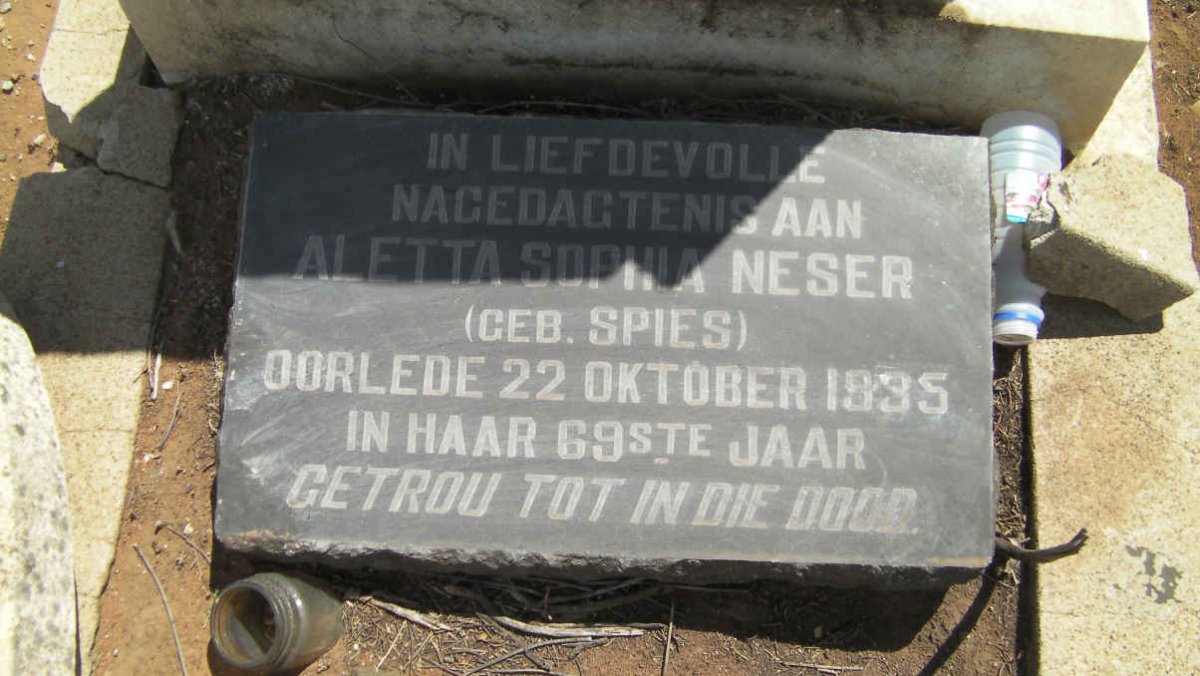 IN LIEFDEVOLLE
NAGEDAGTENIS AAN
ALETTA SOPHIA NESER
(GEB. SPIES)
OORLEDE 22 OKTOBER 1935
IN HAAR 69STE JAAR
GETROU TOT IN DIE DOOD.